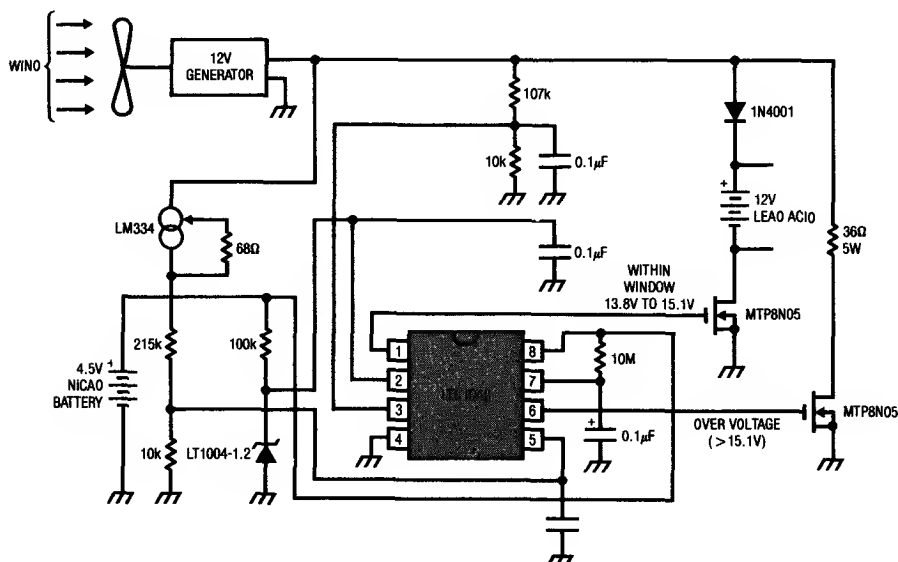 WINO
12V
GENERATOR
107k
1N4001
10k
0.1µF
+
12V
LEAO ACIO
36Ω
5W
LM334
68Ω
0.1µF
WITHIN
WINDOW
13.8V TO 15.1V
MTP8N05
215k
100k
4.5V
+
NICAO
BATTERY
1
2
3
4
8
7
6
5
10M
+
0.1µF
OVER VOLTAGE
(>15.1V)
MTP8N05
10k
LT1004-1.2